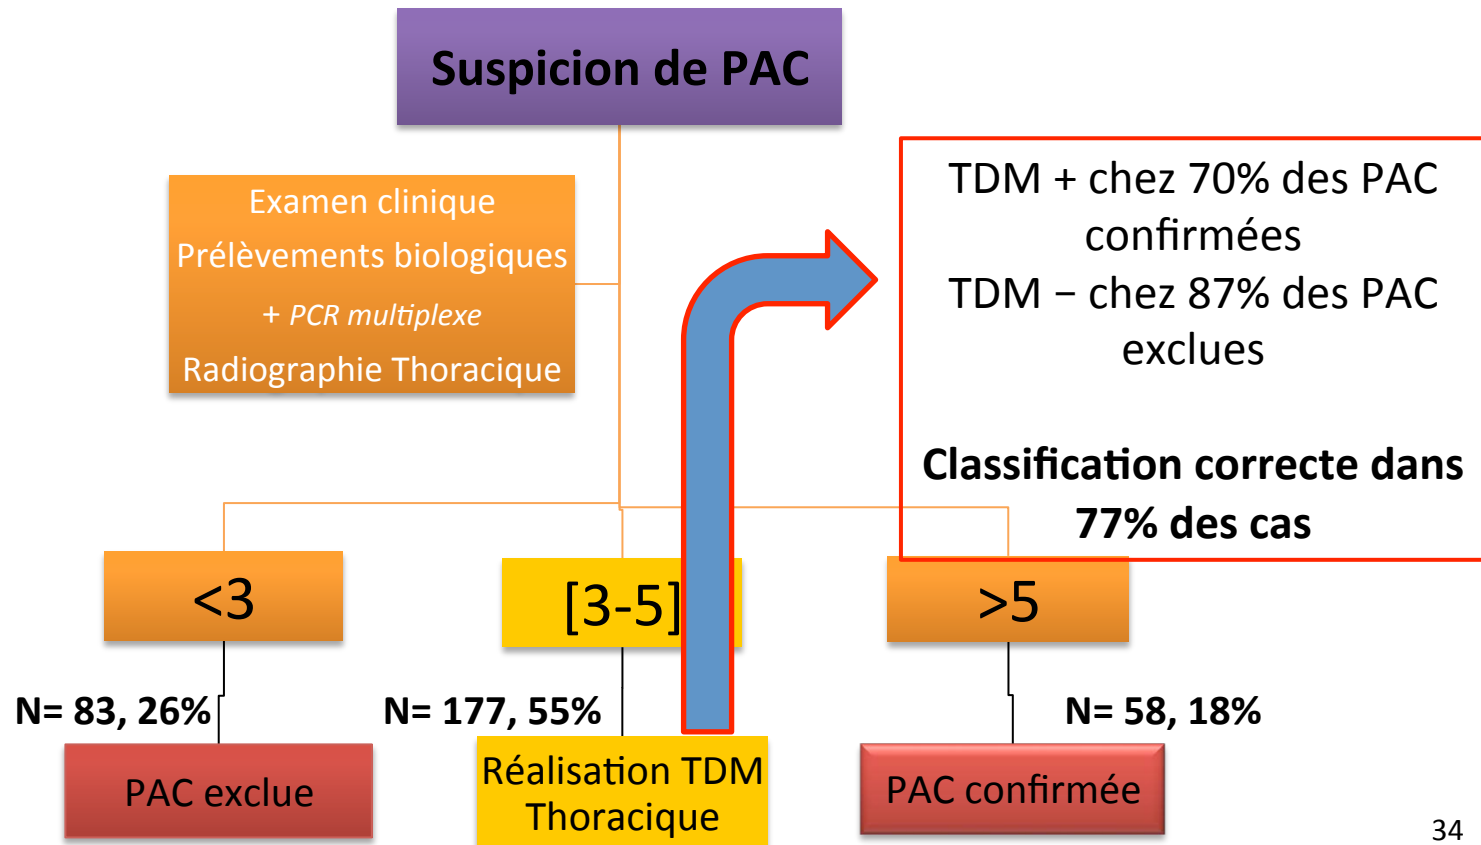 Suspicion de PAC
Examen clinique
Prélèvements biologiques
+ PCR multiplexe
Radiographie Thoracique
TDM + chez 70% des PAC
confirmées
TDM − chez 87% des PAC
exclues
Classification correcte dans
77% des cas
<3
[3-5]
>5
N= 83, 26%
N= 177, 55%
N= 58, 18%
PAC exclue
Réalisation TDM
Thoracique
PAC confirmée
34